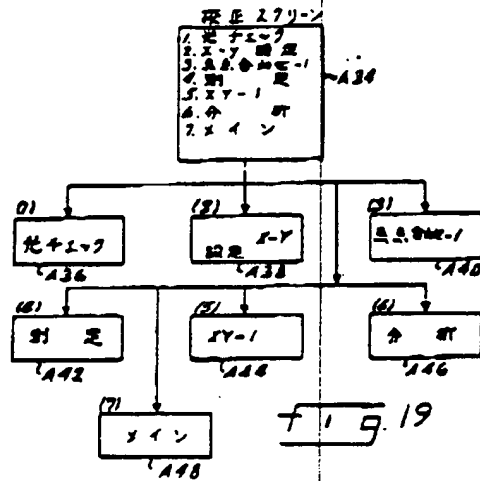 校正スクリーン
1. 光チェック
2. X-Y 設定
3.
4. 測 定
5. XY-1
6. 分 析
7. メイン
A34
(1)
光チェック
A36
(2)
X-Y
設定
A38
(3)
A40
(4)
測 定
A42
(5)
XY-1
A44
(6)
分 析
A46
(7)
メイン
A48
Fig. 19